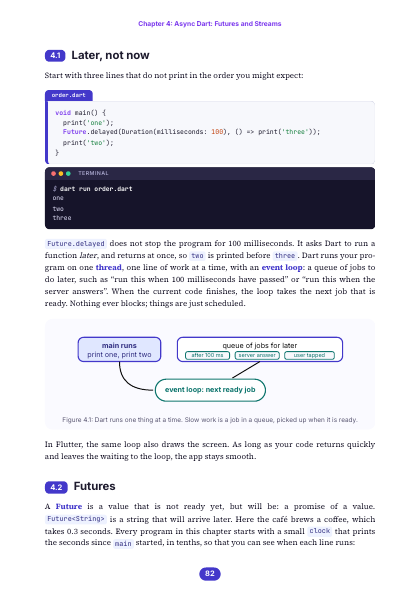 Chapter 4: Async Dart: Futures and Streams
4.1 Later, not now
Start with three lines that do not print in the order you might expect:
order.dart
void main() {
print('one');
Future.delayed(Duration(milliseconds: 100), () => print('three'));
print('two');
}
TERMINAL
$ dart run order.dart
one
two
three
Future.delayed does not stop the program for 100 milliseconds. It asks Dart to run a
function later, and returns at once, so two is printed before three. Dart runs your pro-
gram on one thread, one line of work at a time, with an event loop: a queue of jobs to
do later, such as “run this when 100 milliseconds have passed” or “run this when the
server answers”. When the current code finishes, the loop takes the next job that is
ready. Nothing ever blocks; things are just scheduled.
main runs
print one, print two
queue of jobs for later
after 100 ms
server answer
user tapped
event loop: next ready job
Figure 4.1: Dart runs one thing at a time. Slow work is a job in a queue, picked up when it is ready.
In Flutter, the same loop also draws the screen. As long as your code returns quickly
and leaves the waiting to the loop, the app stays smooth.
4.2 Futures
A Future is a value that is not ready yet, but will be: a promise of a value.
Future<String> is a string that will arrive later. Here the café brews a coffee, which
takes 0.3 seconds. Every program in this chapter starts with a small clock that prints
the seconds since main started, in tenths, so that you can see when each line runs:
82